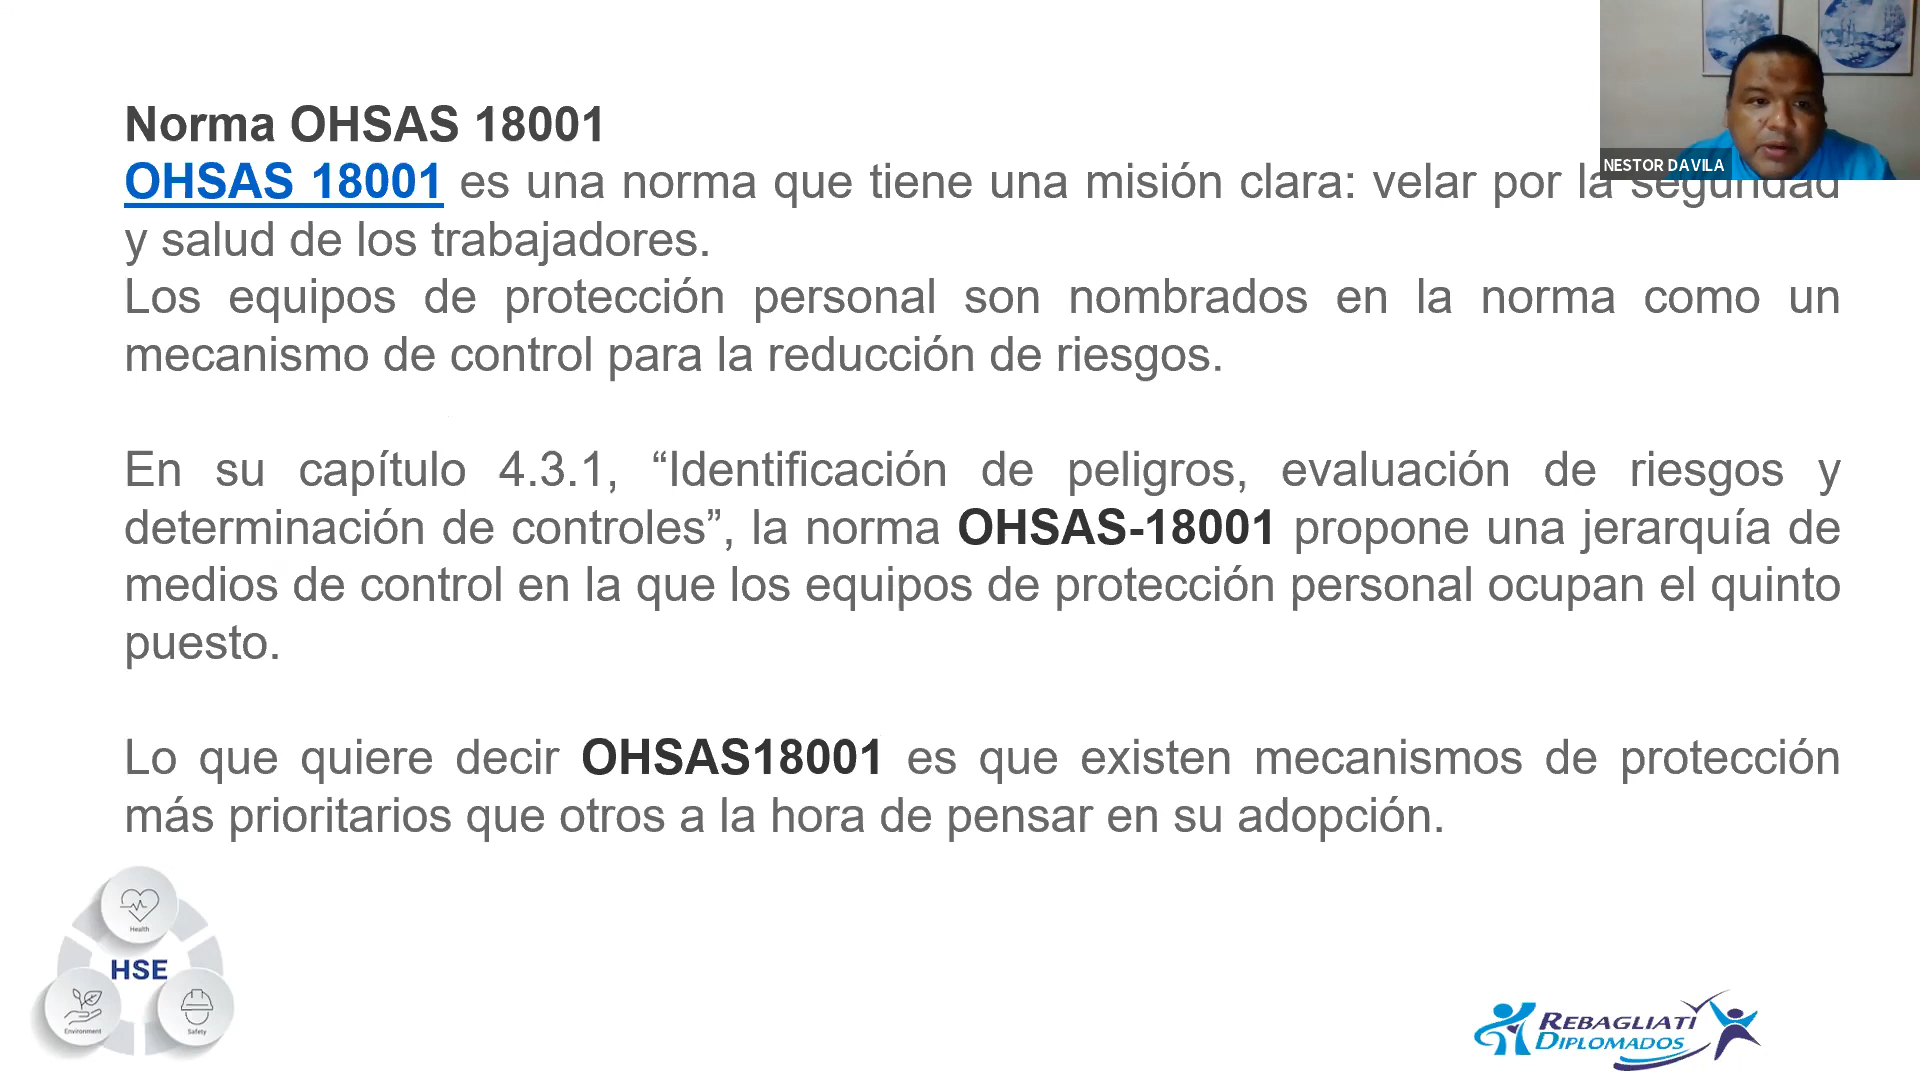 Norma OHSAS 18001
OHSAS 18001 es una norma que tiene una misión clara: velar por la seguridad
y salud de los trabajadores.
Los equipos de protección personal son nombrados en la norma como un
mecanismo de control para la reducción de riesgos.
En su capítulo 4.3.1, “Identificación de peligros, evaluación de riesgos y
determinación de controles”, la norma OHSAS-18001 propone una jerarquía de
medios de control en la que los equipos de protección personal ocupan el quinto
puesto.
Lo que quiere decir OHSAS18001 es que existen mecanismos de protección
más prioritarios que otros a la hora de pensar en su adopción.
NESTOR DAVILA
Health
HSE
Environment
Safety
REBAGLIATI
DIPLOMADOS